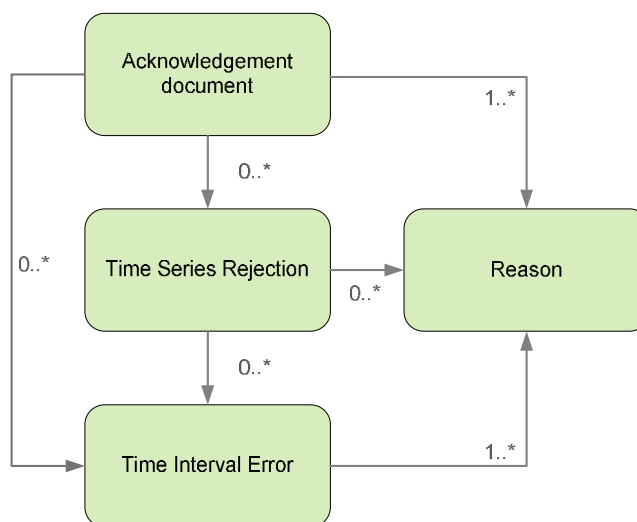 Acknowledgement
document
1..*
0..*
0..*
Time Series Rejection
Reason
0..*
0..*
Time Interval Error
1..*